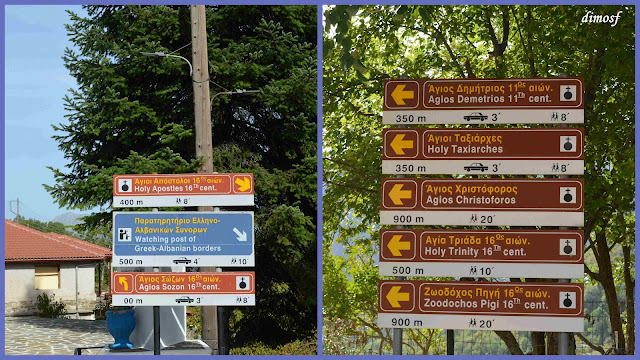 dimosf
Άγιοι Απόστολοι 16ος αιών.
Holy Apostles 16Th cent.
400 m 8΄
Παρατηρητήριο Ελληνο-
Αλβανικών Συνορων
Watching post of
Greek-Albanian borders
500 m 4΄ 10΄
Άγιος Σώζων 16ος αιών.
Agios Sozon 16Th cent.
00 m 4΄ 8΄
Άγιος Δημήτριος 11ος αιών.
Agios Demetrios 11Th cent.
350 m 3΄ 8΄
Άγιοι Ταξιάρχες
Holy Taxiarches
350 m 3΄ 8΄
Άγιος Χριστόφορος
Agios Christoforos
900 m 20΄
Αγία Τριάδα 16ος αιών.
Holy Trinity 16Th cent.
500 m 10΄
Ζωοδόχος Πηγή 16ος αιών.
Zoodochos Pigi 16Th cent.
900 m 20΄